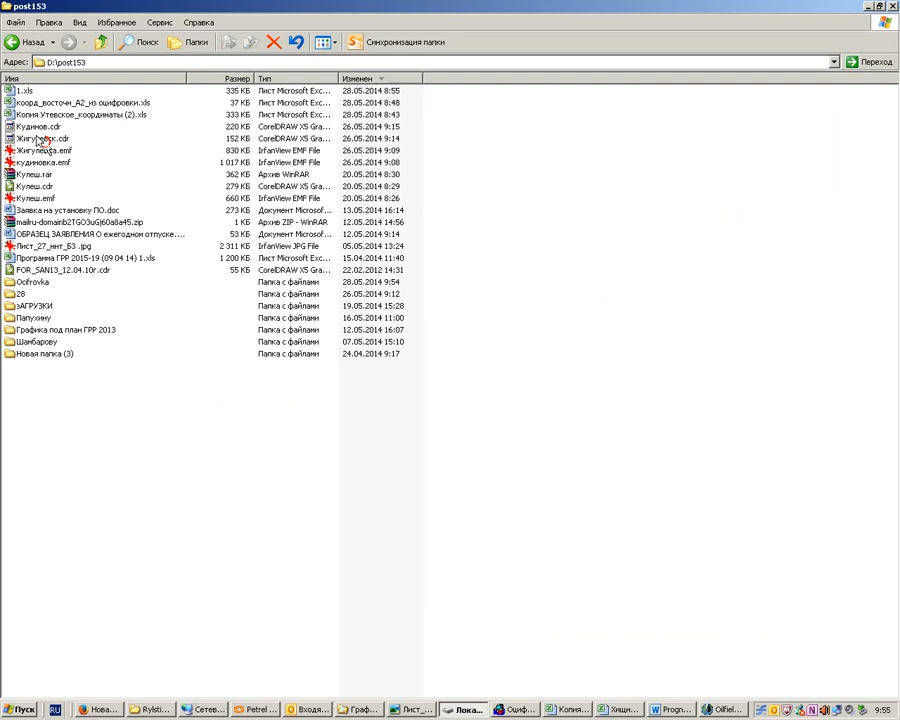 post153
Файл Правка Вид Избранное Сервис Справка
Назад Поиск Папки Синхронизация папки
Адрес: D:\post153 Переход
Имя Размер Тип Изменен
1.xls 335 КБ Лист Microsoft Exc... 28.05.2014 8:55
коорд_восточн_А2_из оцифровки.xls 37 КБ Лист Microsoft Exc... 28.05.2014 8:48
Копия Утевское_координаты (2).xls 333 КБ Лист Microsoft Exc... 28.05.2014 8:43
Кудинов.cdr 220 КБ CorelDRAW X5 Gra... 26.05.2014 9:15
152 КБ CorelDRAW X5 Gra... 26.05.2014 9:14
830 КБ IrfanView EMF File 26.05.2014 9:09
кудиновка.emf 1 017 КБ IrfanView EMF File 26.05.2014 9:08
Кулеш.rar 362 КБ Архив WinRAR 20.05.2014 8:30
Кулеш.cdr 279 КБ CorelDRAW X5 Gra... 20.05.2014 8:29
Кулеш.emf 660 КБ IrfanView EMF File 20.05.2014 8:26
Заявка на установку ПО.doc 273 КБ Документ Microsof... 13.05.2014 16:14
mailru-domainb2TGO3uGj60a8a45.zip 1 КБ Архив ZIP - WinRAR 12.05.2014 14:56
ОБРАЗЕЦ ЗАЯВЛЕНИЯ О ежегодном отпуске.... 53 КБ Документ Microsof... 12.05.2014 9:14
Лист_27_ннт_Б3 .jpg 2 311 КБ IrfanView JPG File 05.05.2014 13:24
Программа ГРР 2015-19 (09 04 14) 1.xls 1 200 КБ Лист Microsoft Exc... 15.04.2014 11:40
FOR_SAN13_12.04.10г.cdr 55 КБ CorelDRAW X5 Gra... 22.02.2012 14:31
Ocifrovka Папка с файлами 28.05.2014 9:54
28 Папка с файлами 26.05.2014 9:12
зАГРУЗКИ Папка с файлами 19.05.2014 15:28
Папухину Папка с файлами 16.05.2014 11:00
Графика под план ГРР 2013 Папка с файлами 12.05.2014 16:07
Шамбарову Папка с файлами 07.05.2014 15:10
Новая папка (3) Папка с файлами 24.04.2014 9:17
Пуск RU Нова... Rylsti... Сетев... Petrel ... Входя... Граф... Лист_... Лока... Оциф... Копия... Хищн... Progn... Oilfiel... 9:55